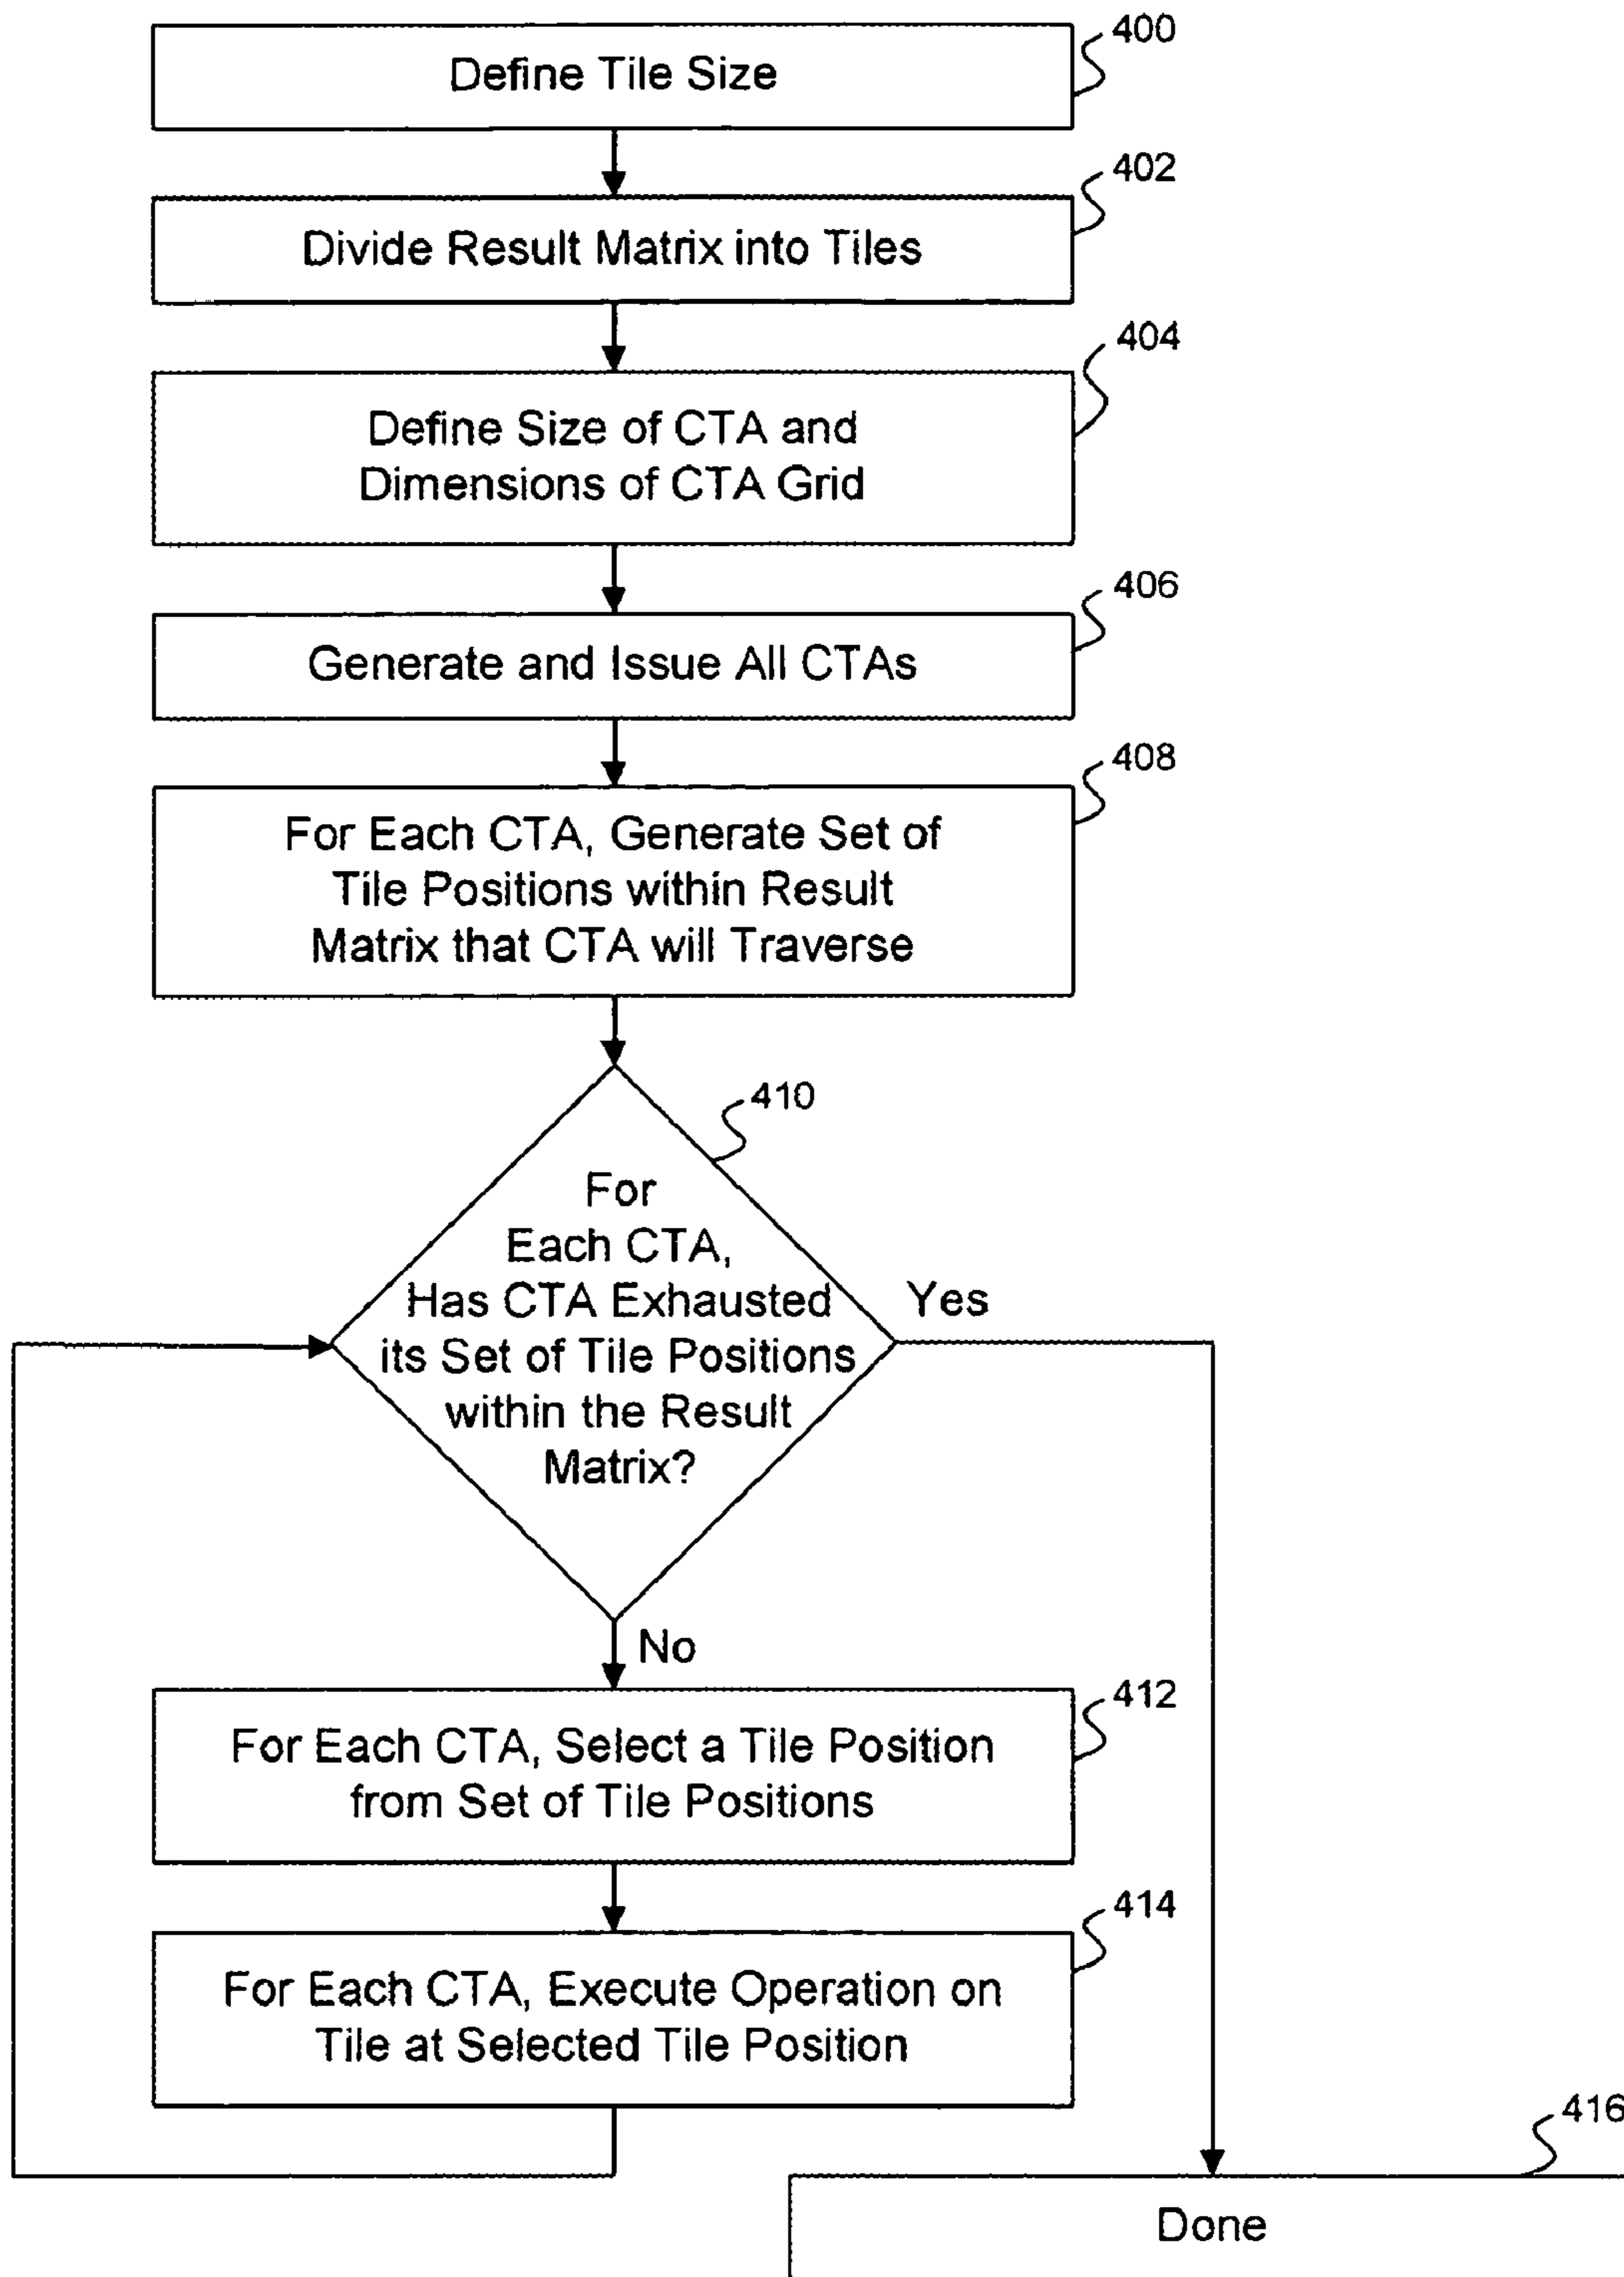 400
Define Tile Size
402
Divide Result Matrix into Tiles
404
Define Size of CTA and
Dimensions of CTA Grid
406
Generate and Issue All CTAs
408
For Each CTA, Generate Set of
Tile Positions within Result
Matrix that CTA will Traverse
410
For
Each CTA,
Has CTA Exhausted
its Set of Tile Positions
within the Result
Matrix?
Yes
No
412
For Each CTA, Select a Tile Position
from Set of Tile Positions
414
For Each CTA, Execute Operation on
Tile at Selected Tile Position
416
Done